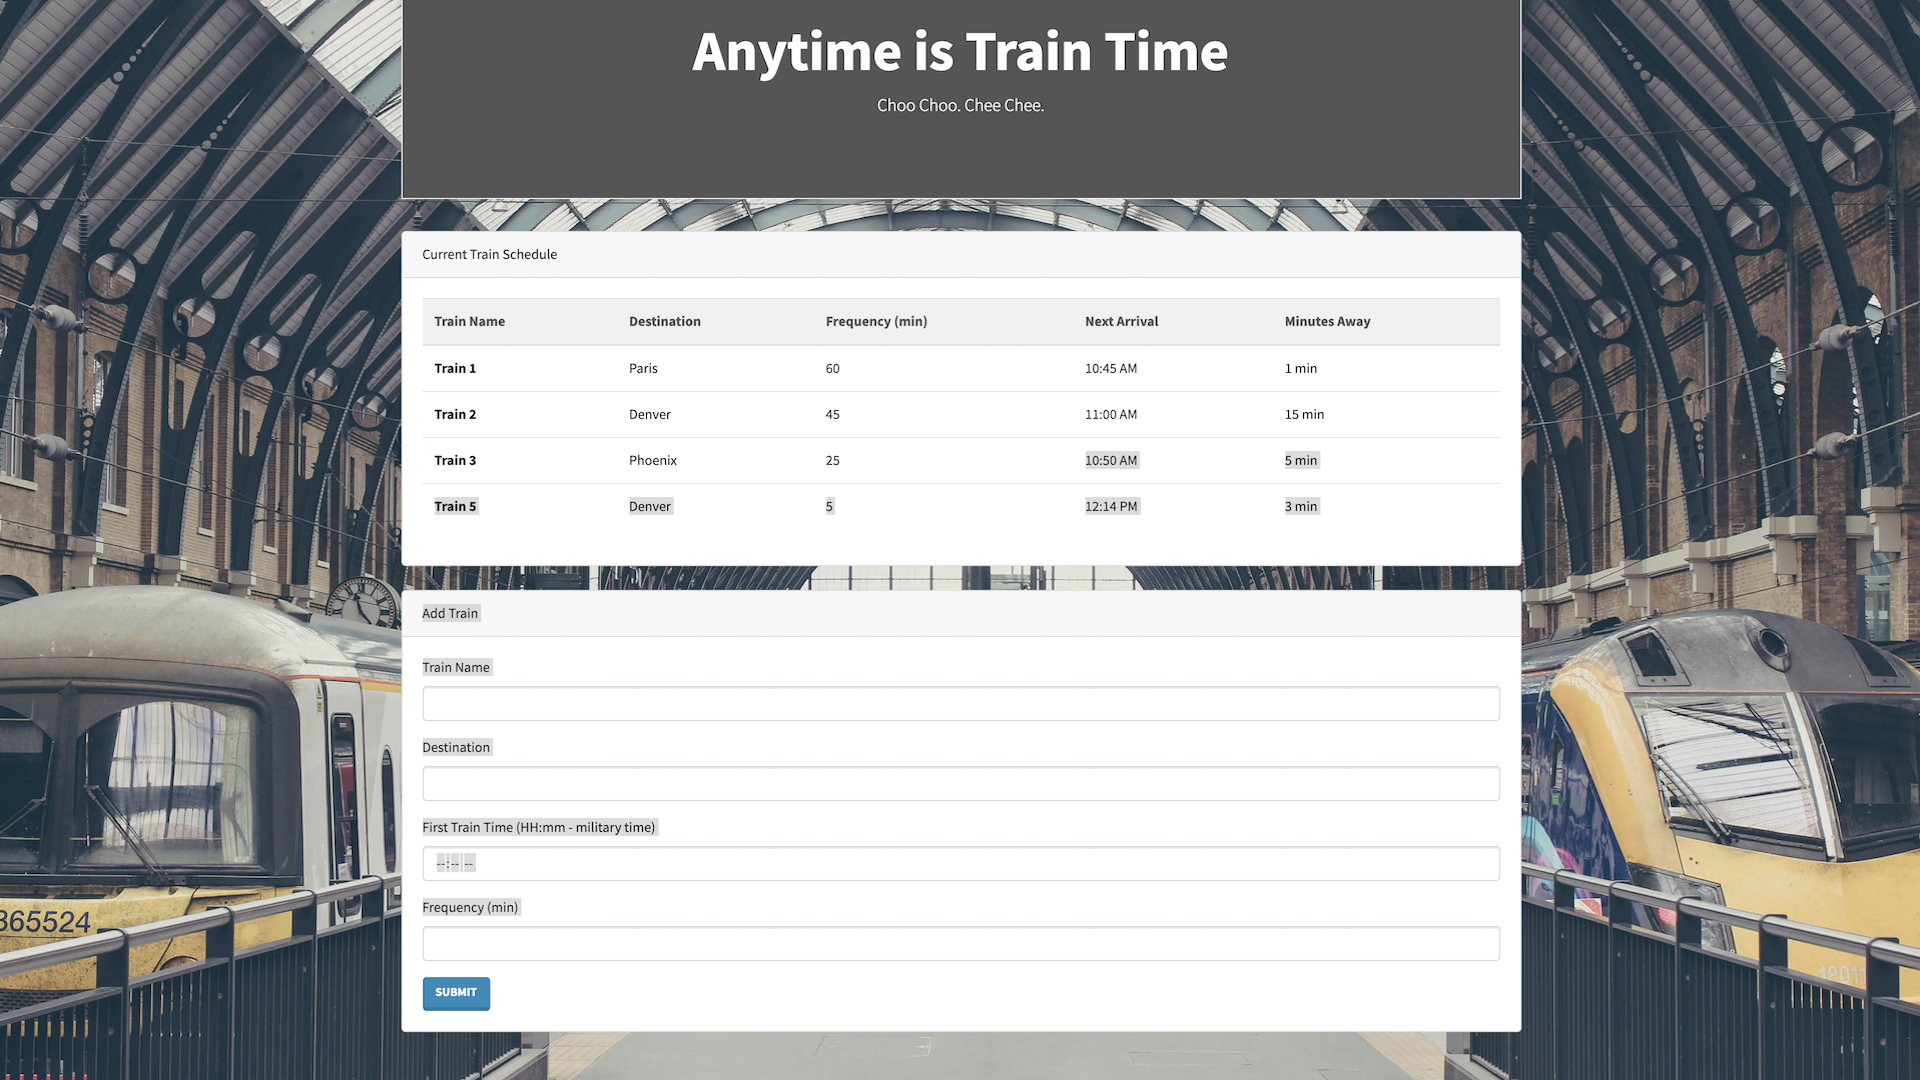 Anytime is Train Time
Choo Choo. Chee Chee.
Current Train Schedule
Train Name Destination Frequency (min) Next Arrival Minutes Away
Train 1 Paris 60 10:45 AM 1 min
Train 2 Denver 45 11:00 AM 15 min
Train 3 Phoenix 25 10:50 AM 5 min
Train 5 Denver 5 12:14 PM 3 min
Add Train
Train Name
Destination
First Train Time (HH:mm - military time)
--:-- --
Frequency (min)
SUBMIT
365524
18011